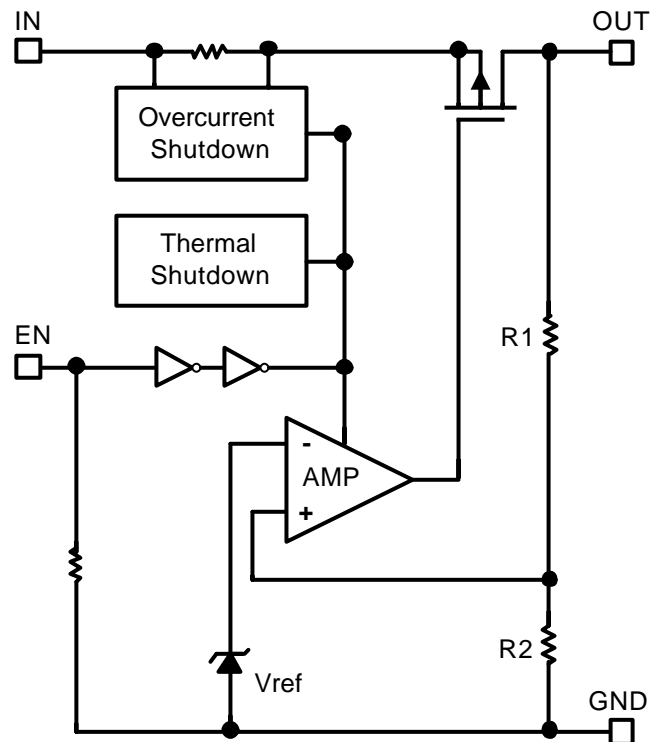 IN
OUT
Overcurrent
Shutdown
Thermal
Shutdown
EN
R1
-
AMP
+
R2
Vref
GND